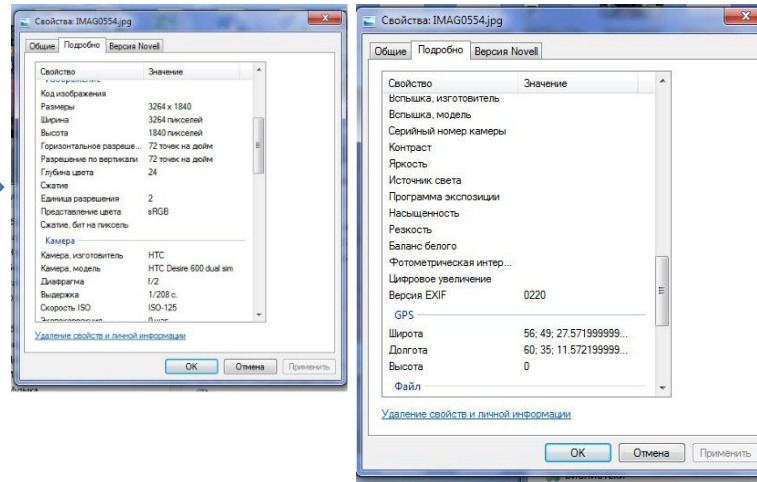 Свойства: IMAG0554.jpg
Общие Подробно Версия Novell
Свойство Значение
Код изображения
Размеры 3264 x 1840
Ширина 3264 пикселей
Высота 1840 пикселей
Горизонтальное разреше... 72 точек на дюйм
Разрешение по вертикали 72 точек на дюйм
Глубина цвета 24
Сжатие
Единица разрешения 2
Представление цвета sRGB
Сжатие, бит на пиксель
Камера
Камера, изготовитель HTC
Камера, модель HTC Desire 600 dual sim
Диафрагма f/2
Выдержка 1/208 с.
Скорость ISO ISO-125
Удаление свойств и личной информации
OK Отмена Применить
Свойства: IMAG0554.jpg
Общие Подробно Версия Novell
Свойство Значение
Вспышка, изготовитель
Вспышка, модель
Серийный номер камеры
Контраст
Яркость
Источник света
Программа экспозиции
Насыщенность
Резкость
Баланс белого
Фотометрическая интер...
Цифровое увеличение
Версия EXIF 0220
GPS
Широта 56; 49; 27.571999999...
Долгота 60; 35; 11.572199999...
Высота 0
Файл
Удаление свойств и личной информации
OK Отмена Применить